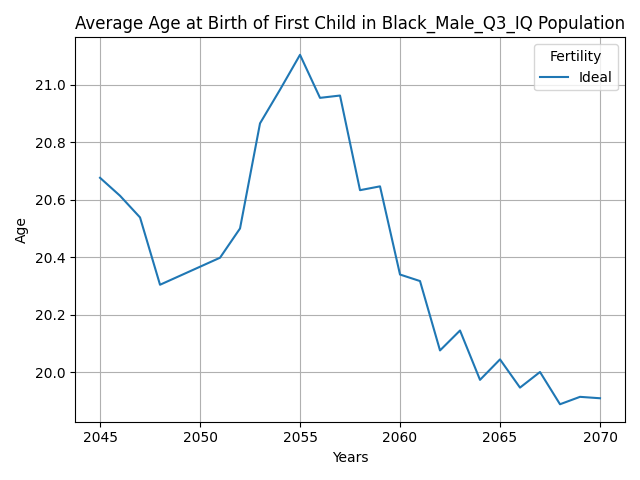 Average Age at Birth of First Child in Black_Male_Q3_IQ Population
Fertility
Ideal
21.0
20.8
20.6
20.4
20.2
20.0
Age
2045
2050
2055
2060
2065
2070
Years